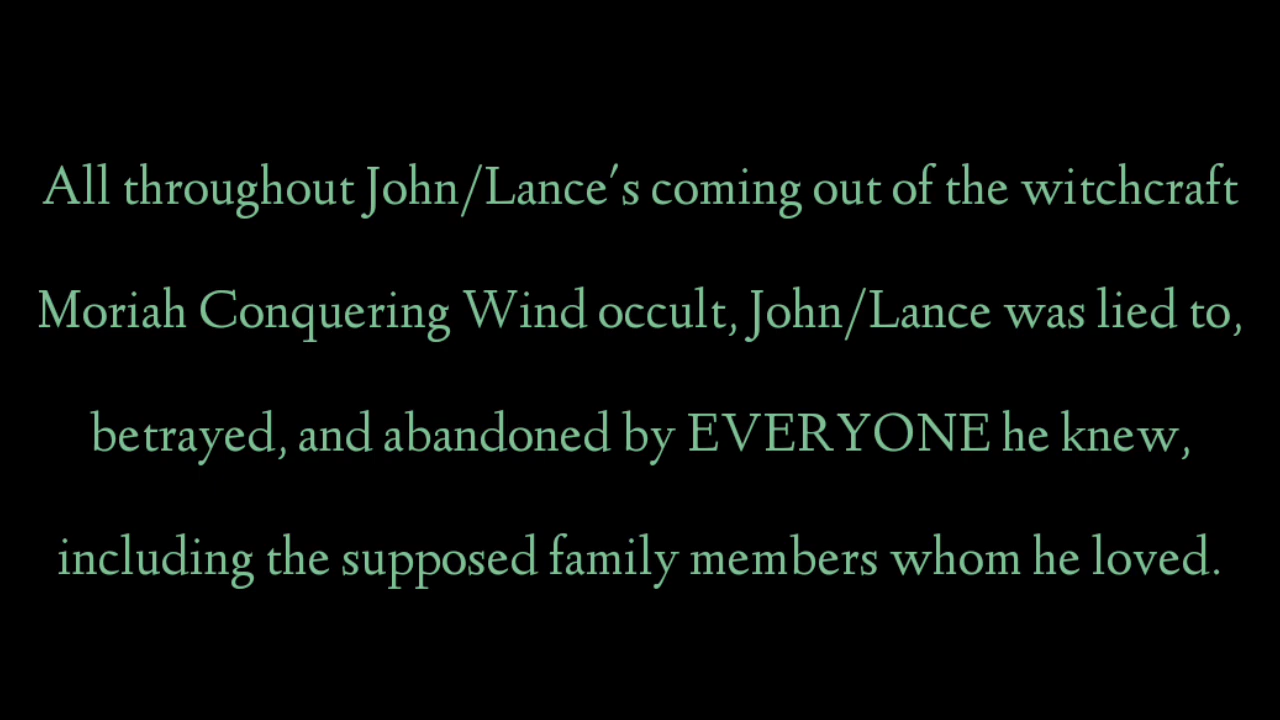 All throughout John/Lance's coming out of the witchcraft
Moriah Conquering Wind occult, John/Lance was lied to,
betrayed, and abandoned by EVERYONE he knew,
including the supposed family members whom he loved.